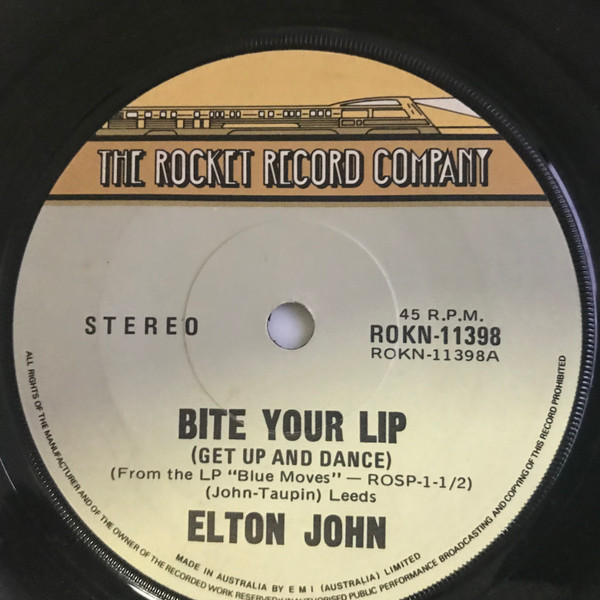 THE ROCKET RECORD COMPANY
STEREO
45 R.P.M.
ROKN-11398
ROKN-11398A
BITE YOUR LIP
(GET UP AND DANCE)
(From the LP "Blue Moves" — ROSP-1-1/2)
(John-Taupin) Leeds
ELTON JOHN
MADE IN AUSTRALIA BY E M I (AUSTRALIA) LIMITED
ALL RIGHTS OF THE MANUFACTURER AND OF THE OWNER OF THE RECORDED WORK RESERVED. UNAUTHORISED PUBLIC PERFORMANCE BROADCASTING AND COPYING OF THIS RECORD PROHIBITED